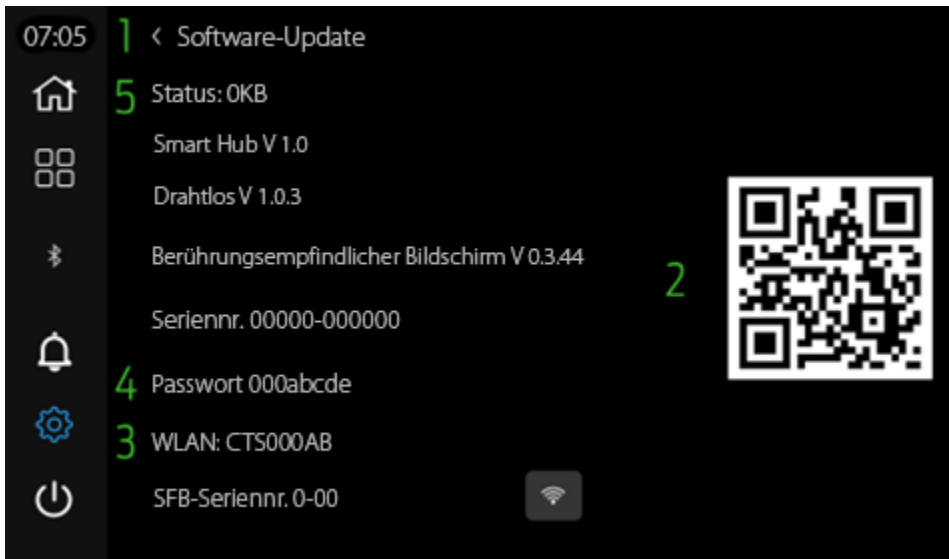 07:05
1 < Software-Update
5 Status: 0KB
Smart Hub V 1.0
Drahtlos V 1.0.3
Berührungsempfindlicher Bildschirm V 0.3.44
2
Seriennr. 00000-000000
4 Passwort 000abcde
3 WLAN: CTS000AB
SFB-Seriennr. 0-00